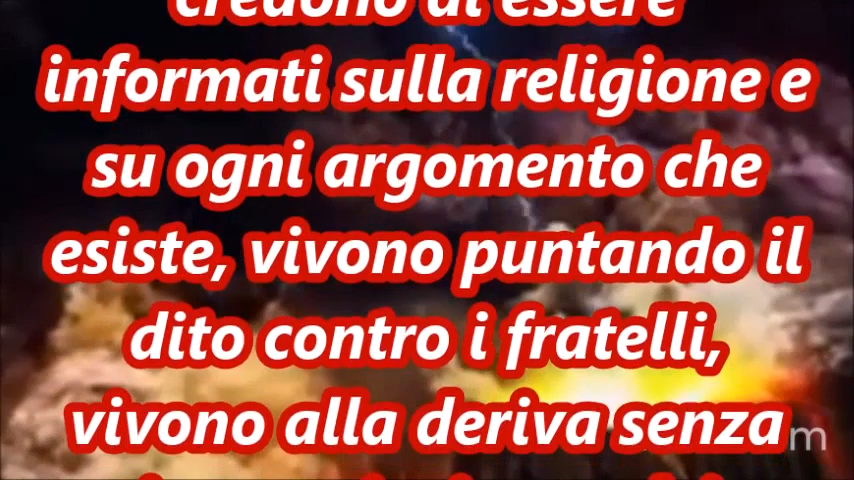 credono di essere
informati sulla religione e
su ogni argomento che
esiste, vivono puntando il
dito contro i fratelli,
vivono alla deriva senza
m